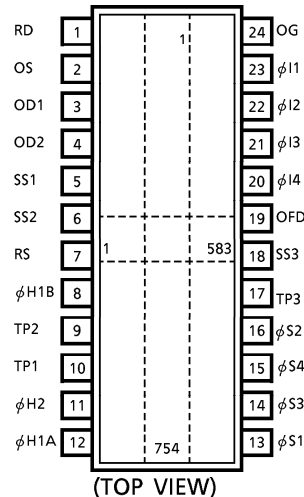 RD 1 1 24 OG
OS 2 23 φI1
OD1 3 22 φI2
OD2 4 21 φI3
SS1 5 20 φI4
SS2 6 19 OFD
RS 7 1 583 18 SS3
φH1B 8 17 TP3
TP2 9 16 φS2
TP1 10 15 φS4
φH2 11 14 φS3
φH1A 12 754 13 φS1
(TOP VIEW)